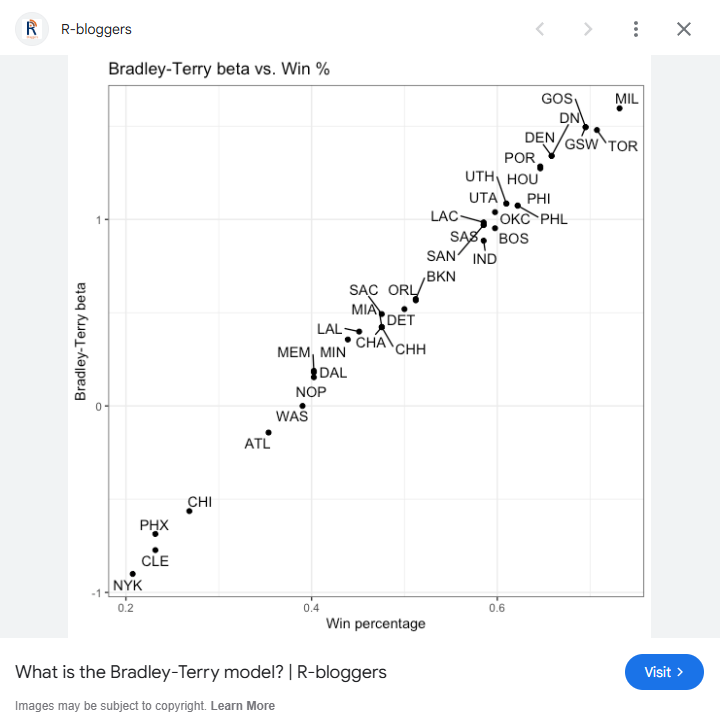 R-bloggers
Bradley-Terry beta vs. Win %
GOS
MIL
DN
DEN
GSW
TOR
POR
HOU
UTH
UTA
PHI
LAC
OKC
PHL
SAS
BOS
SAN
IND
BKN
SAC
ORL
MIA
DET
LAL
CHA
CHH
MEM
MIN
DAL
NOP
WAS
ATL
CHI
PHX
CLE
NYK
1
0
-1
Bradley-Terry beta
0.2
0.4
0.6
Win percentage
What is the Bradley-Terry model? | R-bloggers
Visit >
Images may be subject to copyright. Learn More